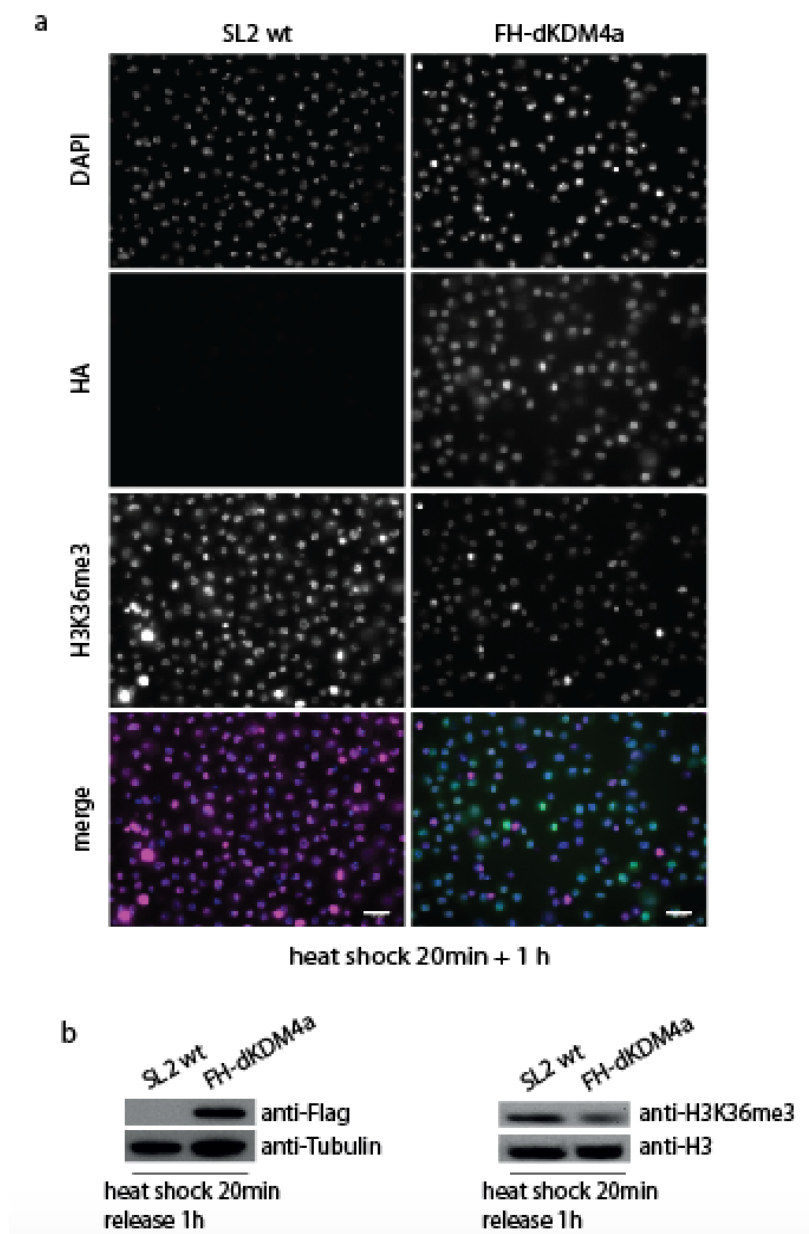 a
SL2 wt
FH-dKDM4a
DAPI
HA
H3K36me3
merge
heat shock 20min + 1 h
b
SL2 wt
FH-dKDM4a
anti-Flag
anti-Tubulin
heat shock 20min
release 1h
SL2 wt
FH-dKDM4a
anti-H3K36me3
anti-H3
heat shock 20min
release 1h